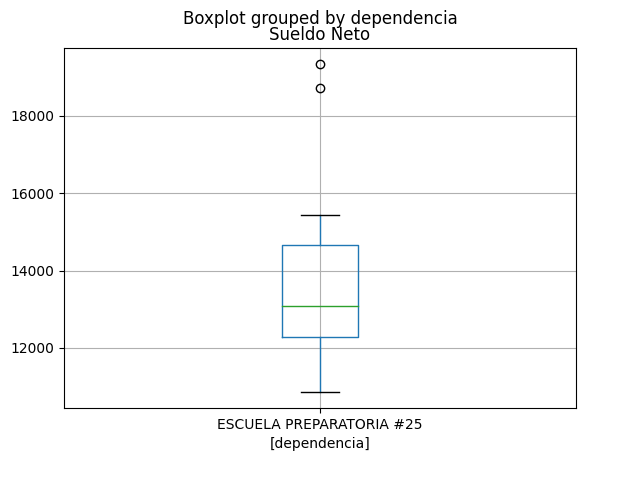 Boxplot grouped by dependencia
Sueldo Neto
18000
16000
14000
12000
ESCUELA PREPARATORIA #25
[dependencia]